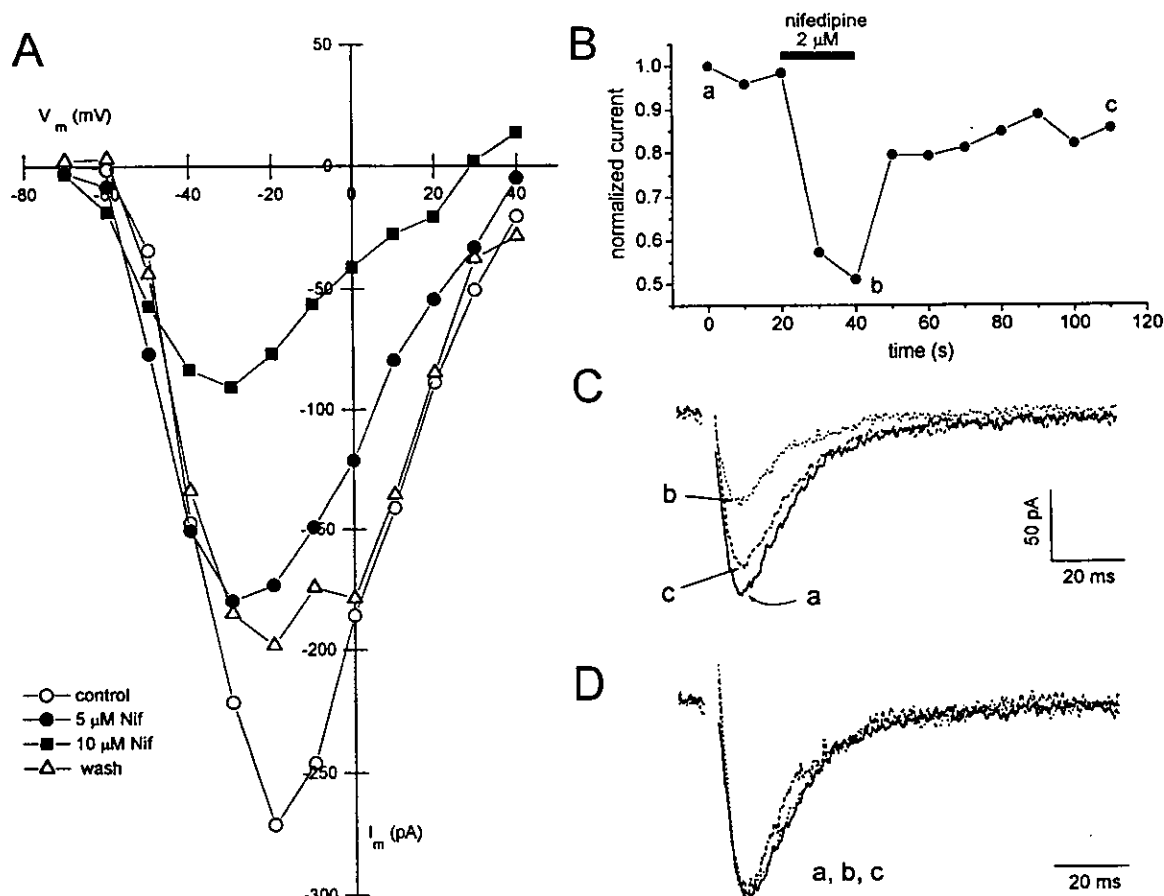 A
V m (mV)
50
0
-80
-60
-40
-20
0
20
40
-50
-100
-150
-200
-250
-300
I m (pA)
control
5 μM Nif
10 μM Nif
wash
B
nifedipine
2 μM
normalized current
1.0
0.9
0.8
0.7
0.6
0.5
a
b
c
0
20
40
60
80
100
120
time (s)
C
b
c
a
50 pA
20 ms
D
a, b, c
20 ms